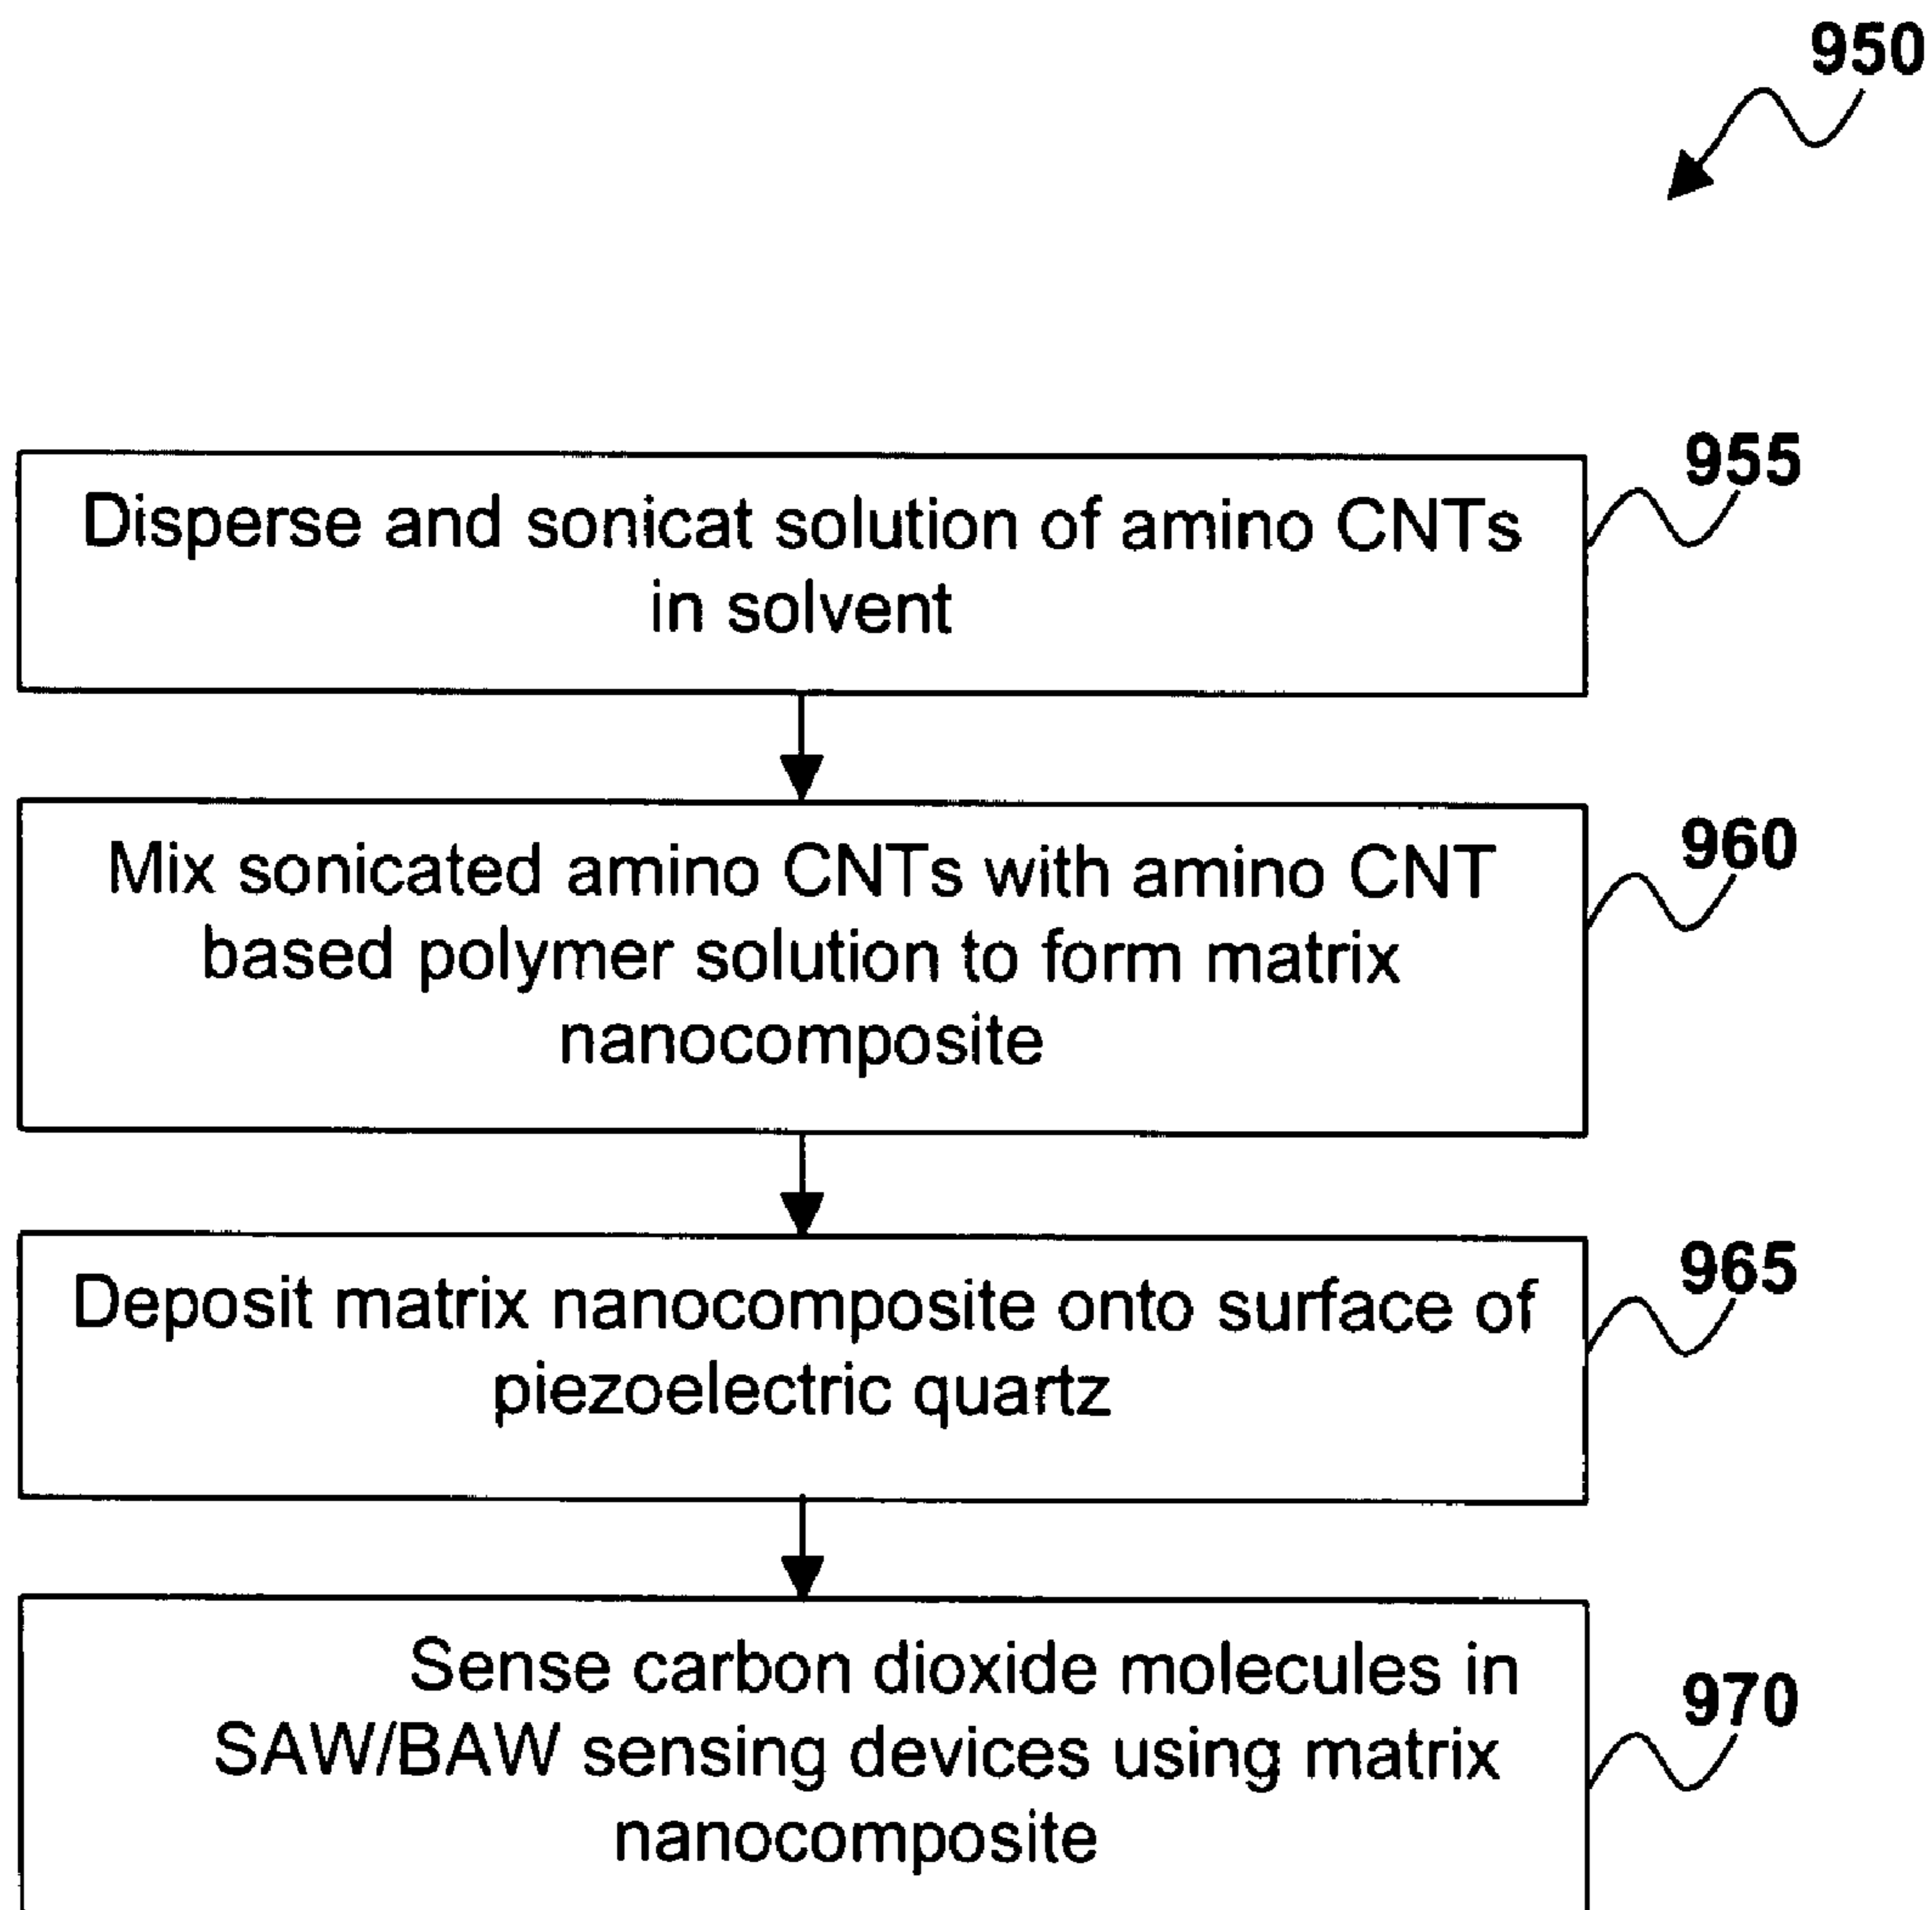 950
955
Disperse and sonicat solution of amino CNTs
in solvent
960
Mix sonicated amino CNTs with amino CNT
based polymer solution to form matrix
nanocomposite
965
Deposit matrix nanocomposite onto surface of
piezoelectric quartz
970
Sense carbon dioxide molecules in
SAW/BAW sensing devices using matrix
nanocomposite